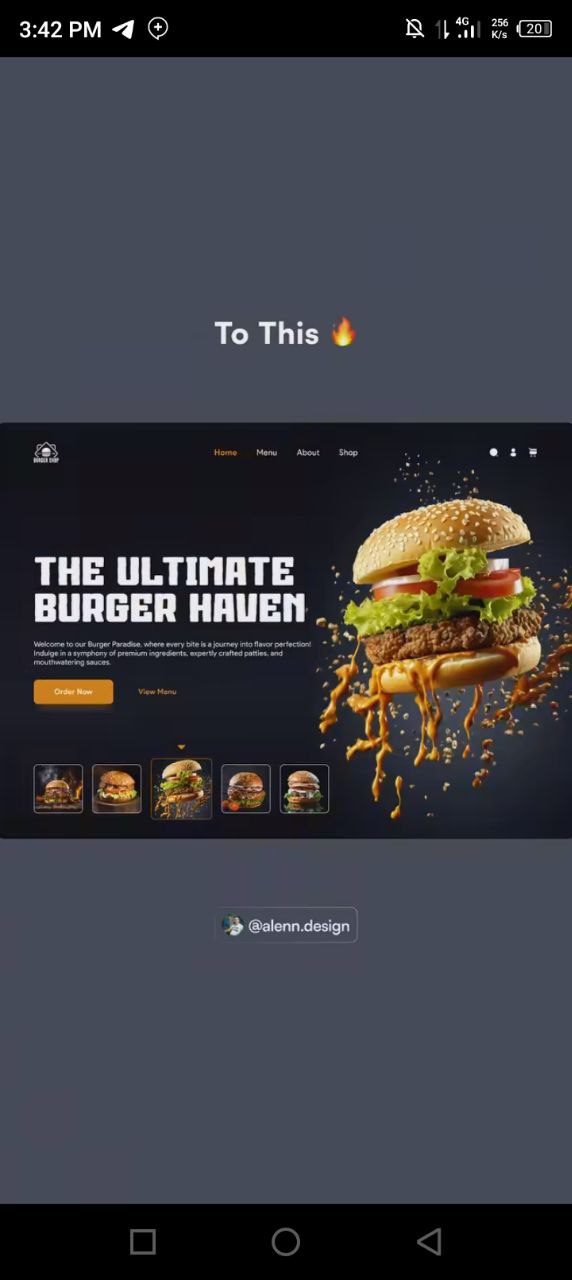 3:42 PM
4G
256
K/s
20
To This 🔥
BURGER SHOP
Home Menu About Shop
THE ULTIMATE
BURGER HAVEN
Welcome to our Burger Paradise, where every bite is a journey into flavor perfection!
Indulge in a symphony of premium ingredients, expertly crafted patties, and
mouthwatering sauces.
Order Now View Menu
@alenn.design